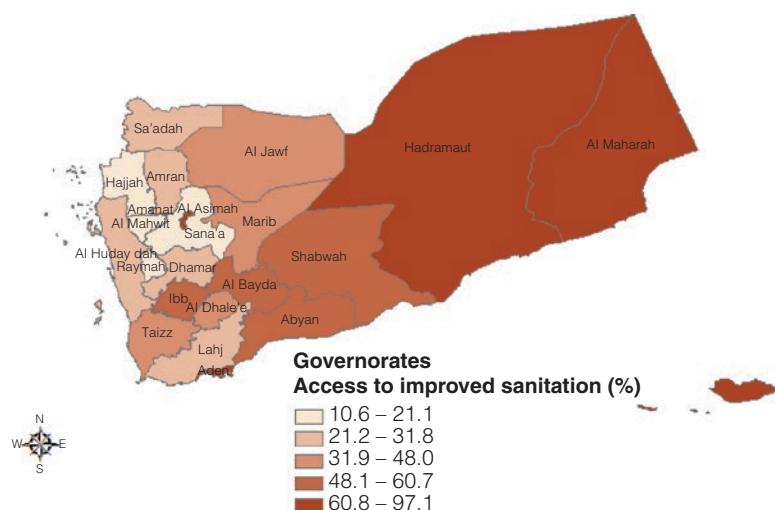 Sa'adah
Al Jawf
Hadramaut
Al Maharah
Hajjah
Amran
Amanat
Al Asimah
Al Mahwit
Sana'a
Marib
Al Huday dah
Raymah
Dhamar
Shabwah
Al Bayda
Ibb
Al Dhale'e
Abyan
Taizz
Lahj
Aden
Governorates
Access to improved sanitation (%)
10.6 – 21.1
21.2 – 31.8
31.9 – 48.0
48.1 – 60.7
60.8 – 97.1
N
W E
S